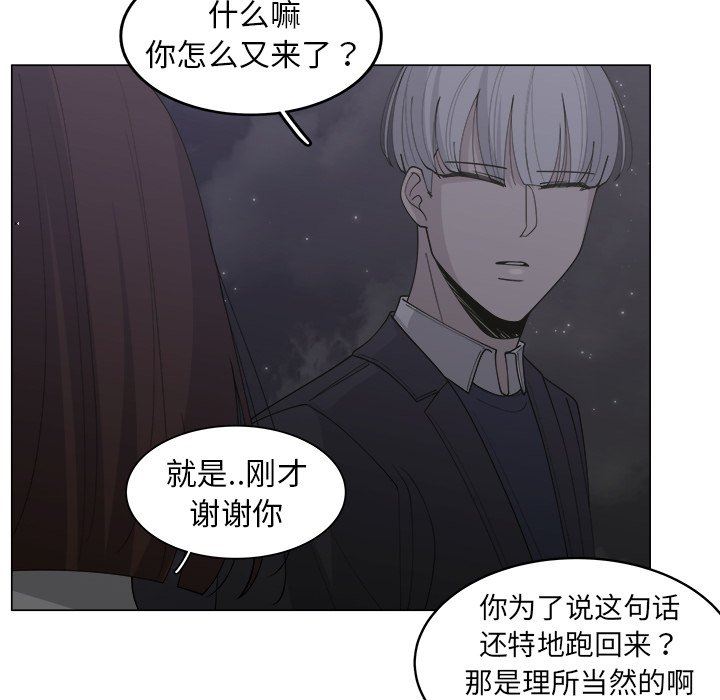 什么嘛
你怎么又来了？
就是..刚才
谢谢你
你为了说这句话
还特地跑回来？
那是理所当然的啊